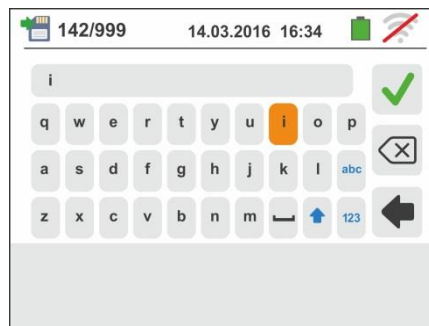 142/999 14.03.2016 16:34
i
q w e r t y u i o p
a s d f g h j k l abc
z x c v b n m 123